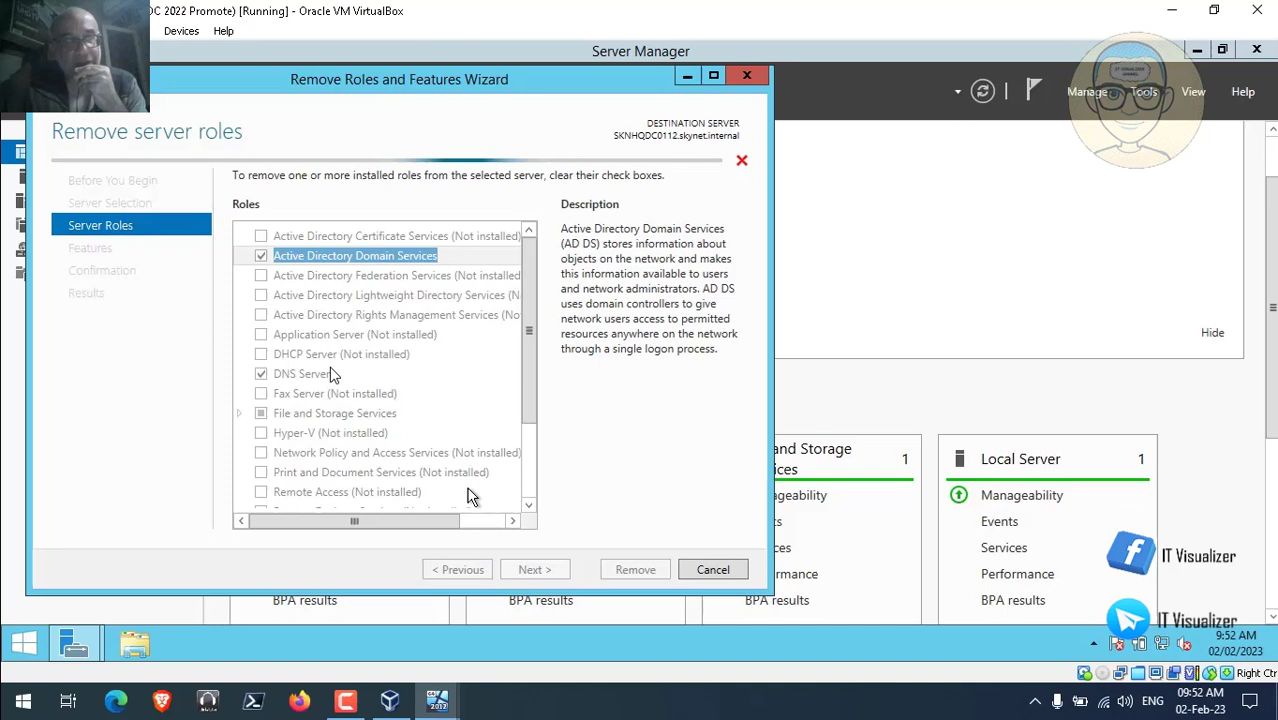 OC 2022 Promote) [Running] - Oracle VM VirtualBox
Devices Help
Server Manager
Remove Roles and Features Wizard
IT VISUALIZER
CHANNEL
Manage Tools View Help
Remove server roles
DESTINATION SERVER
SKNHQDC0112.skynet.internal
Before You Begin
Server Selection
Server Roles
Features
Confirmation
Results
To remove one or more installed roles from the selected server, clear their check boxes.
Roles
Active Directory Certificate Services (Not installed)
Active Directory Domain Services
Active Directory Federation Services (Not installed
Active Directory Lightweight Directory Services (N
Active Directory Rights Management Services (No
Application Server (Not installed)
DHCP Server (Not installed)
DNS Server
Fax Server (Not installed)
File and Storage Services
Hyper-V (Not installed)
Network Policy and Access Services (Not installed)
Print and Document Services (Not installed)
Remote Access (Not installed)
Description
Active Directory Domain Services
(AD DS) stores information about
objects on the network and makes
this information available to users
and network administrators. AD DS
uses domain controllers to give
network users access to permitted
resources anywhere on the network
through a single logon process.
< Previous Next > Remove Cancel
Hide
and Storage
ices
1
ageability
ts
ices
ormance
BPA results
BPA results
BPA results
Local Server 1
Manageability
Events
Services
Performance
BPA results
IT Visualizer
IT Visualizer
9:52 AM
02/02/2023
Right Ctr
2012
ENG
09:52 AM
02-Feb-23